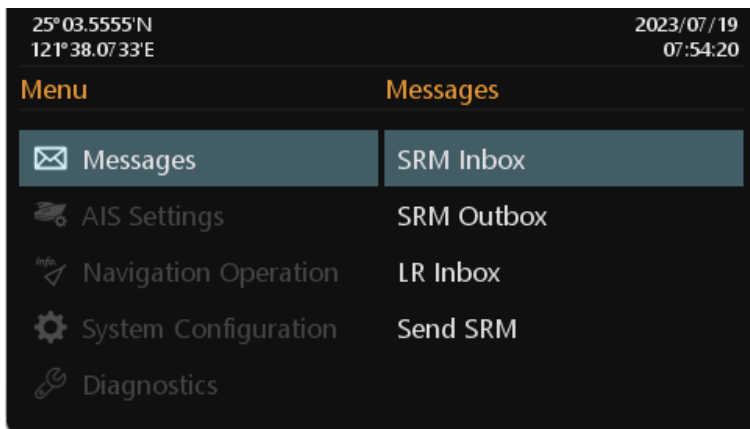 25°03.5555'N
2023/07/19
121°38.0733'E
07:54:20
Menu
Messages
Messages
SRM Inbox
AIS Settings
SRM Outbox
info.
Navigation Operation
LR Inbox
System Configuration
Send SRM
Diagnostics